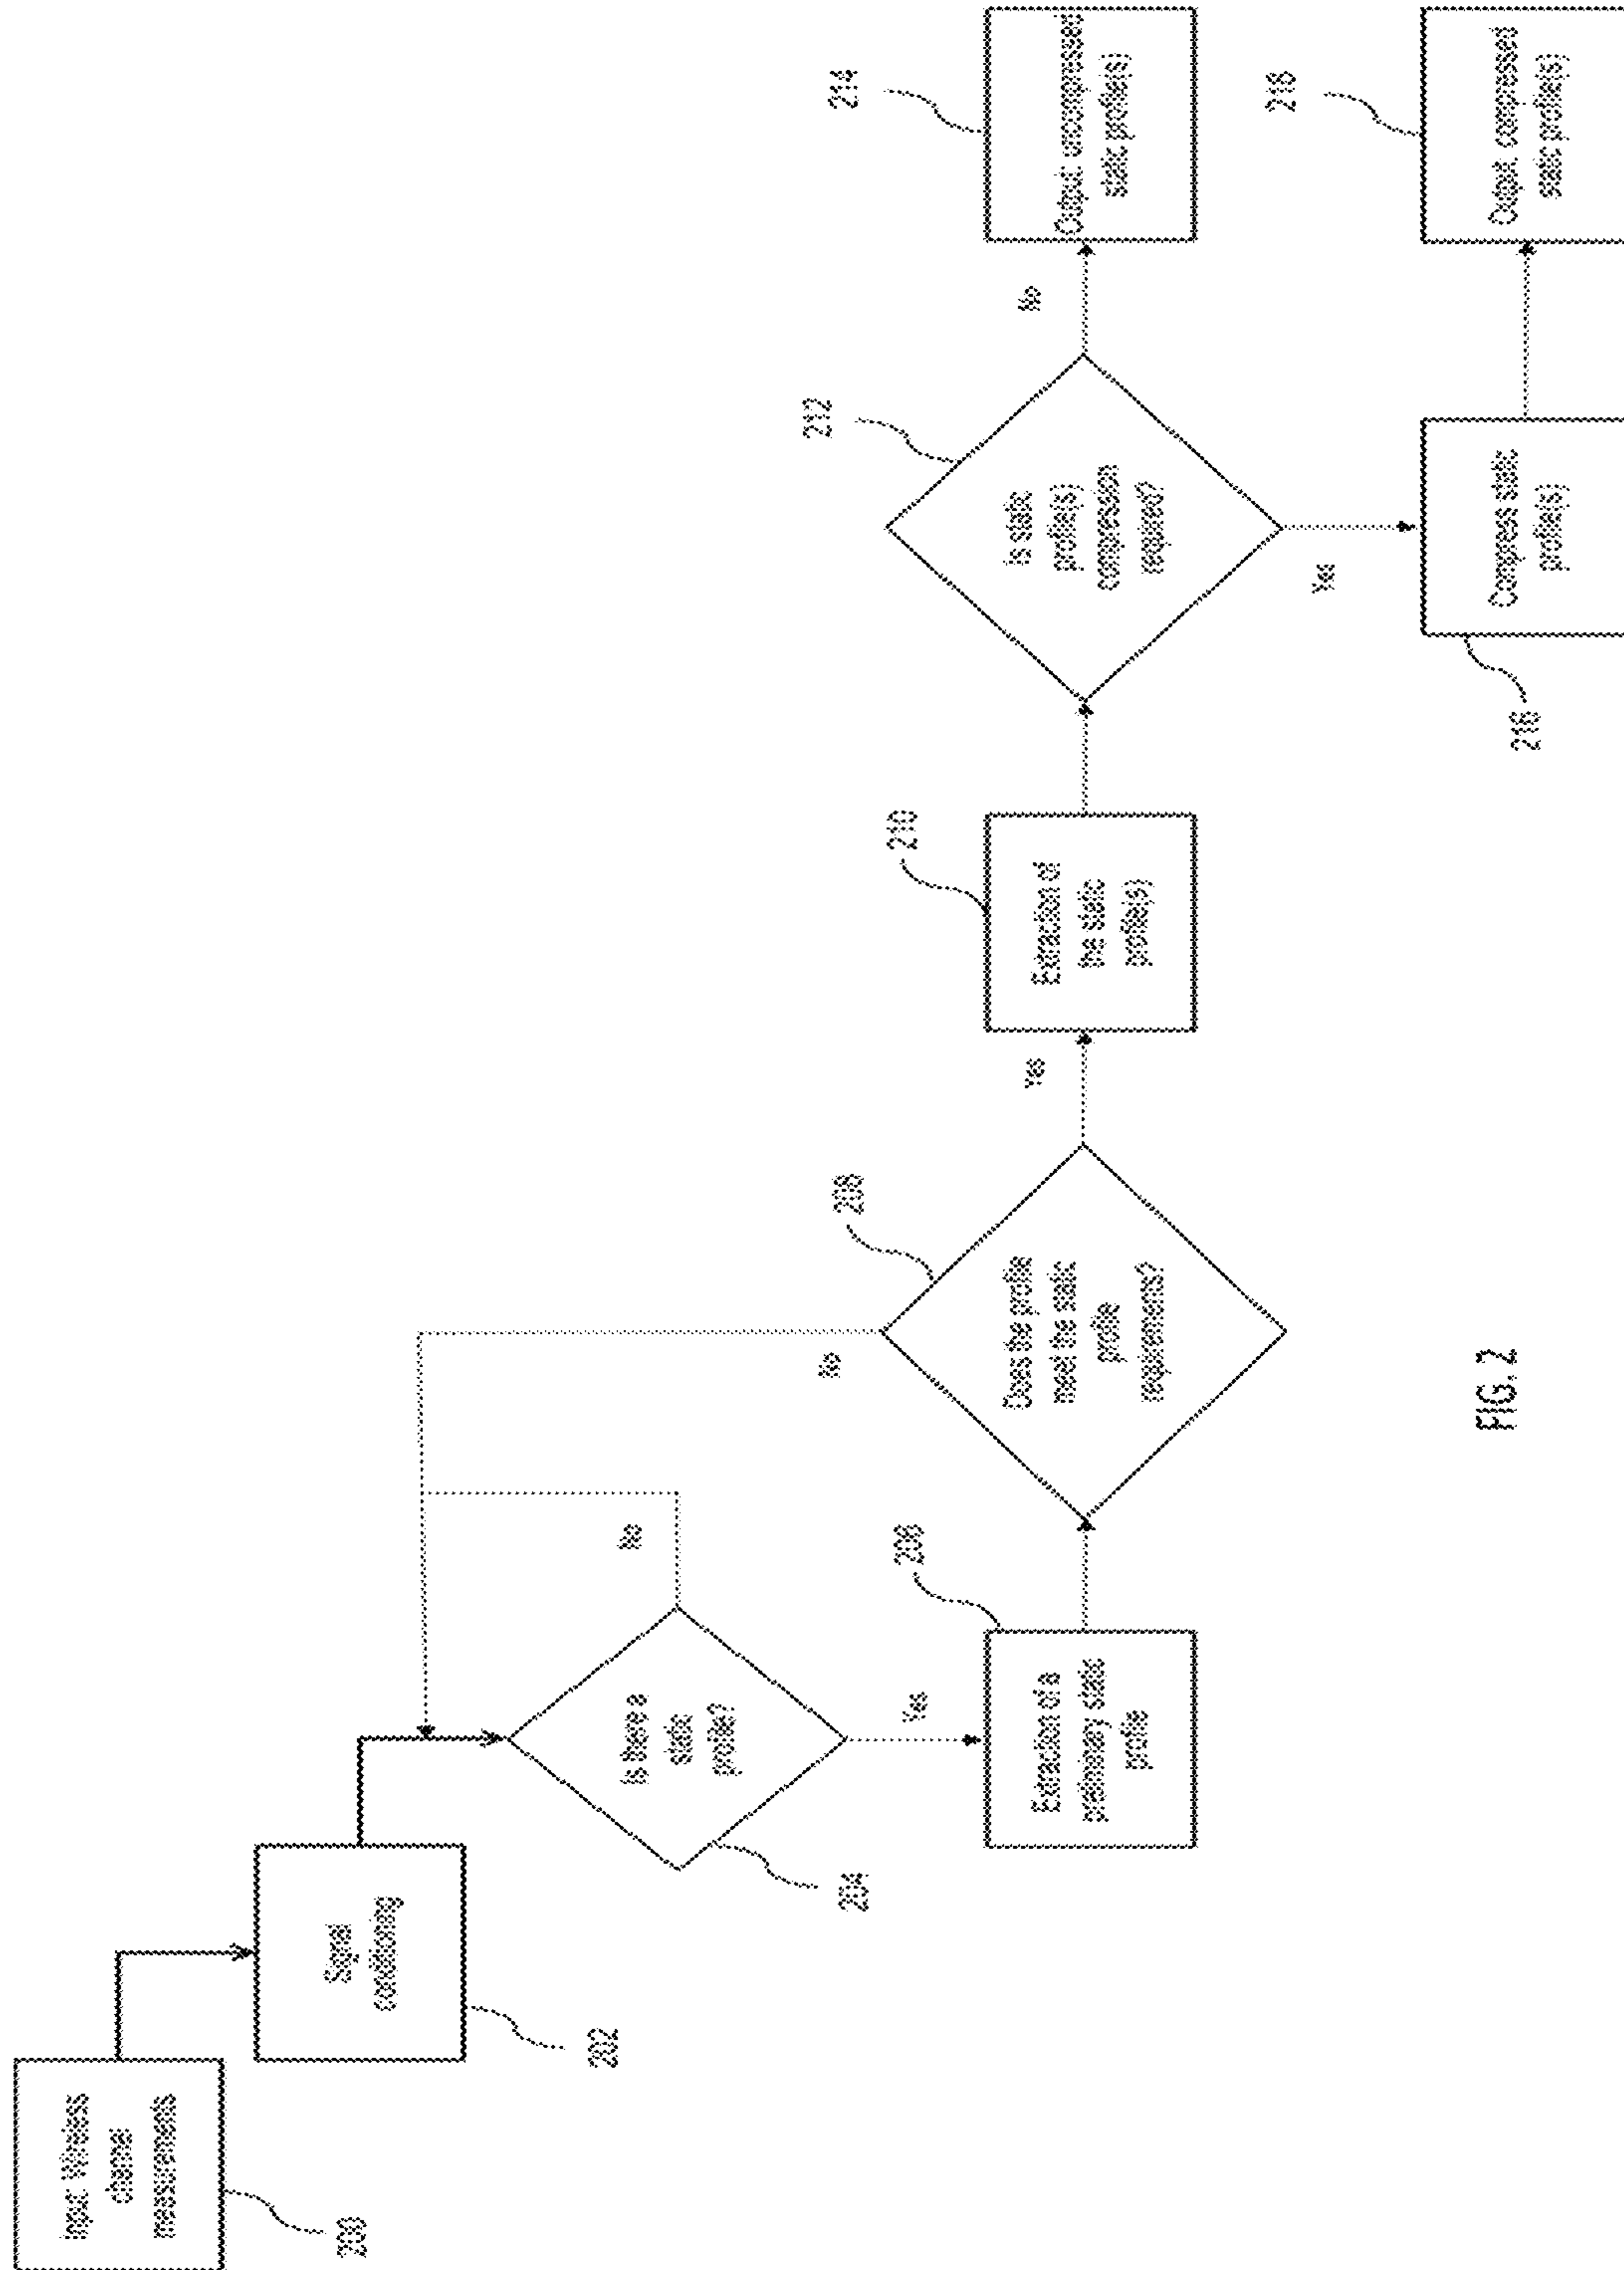 200
Input: Wireless
channel
measurements
202
Signal
conditioning
204
Is there a
static
profile?
No
Yes
206
Extraction of a
preliminary static
profile
208
Does the profile
meet the static
profile
requirements?
No
Yes
210
Extraction of
the static
profile(s)
212
Is static
profile(s)
compression
required?
No
Yes
214
Output: uncompressed
static profile(s)
216
Compress static
profile(s)
Output: compressed
static profile(s)
FIG. 2